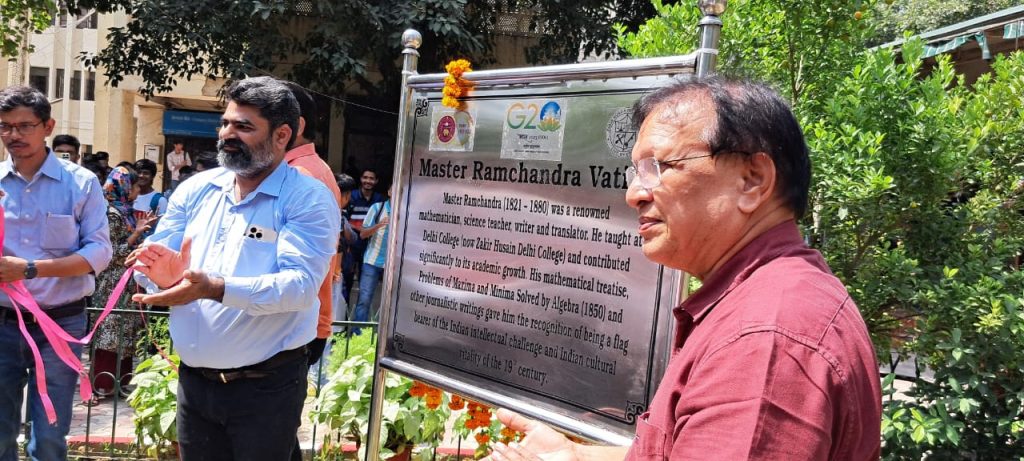 G20
Master Ramchandra Vati
Master Ramchandra (1821 - 1880) was a renowned
mathematician, science teacher, writer and translator. He taught at
Delhi College (now Zakir Husain Delhi College) and contributed
significantly to its academic growth. His mathematical treatise,
Problems of Maxima and Minima Solved by Algebra (1850) and
other journalistic writings gave him the recognition of being a flag
bearer of the Indian intellectual challenge and Indian cultural
vitality of the 19th century.